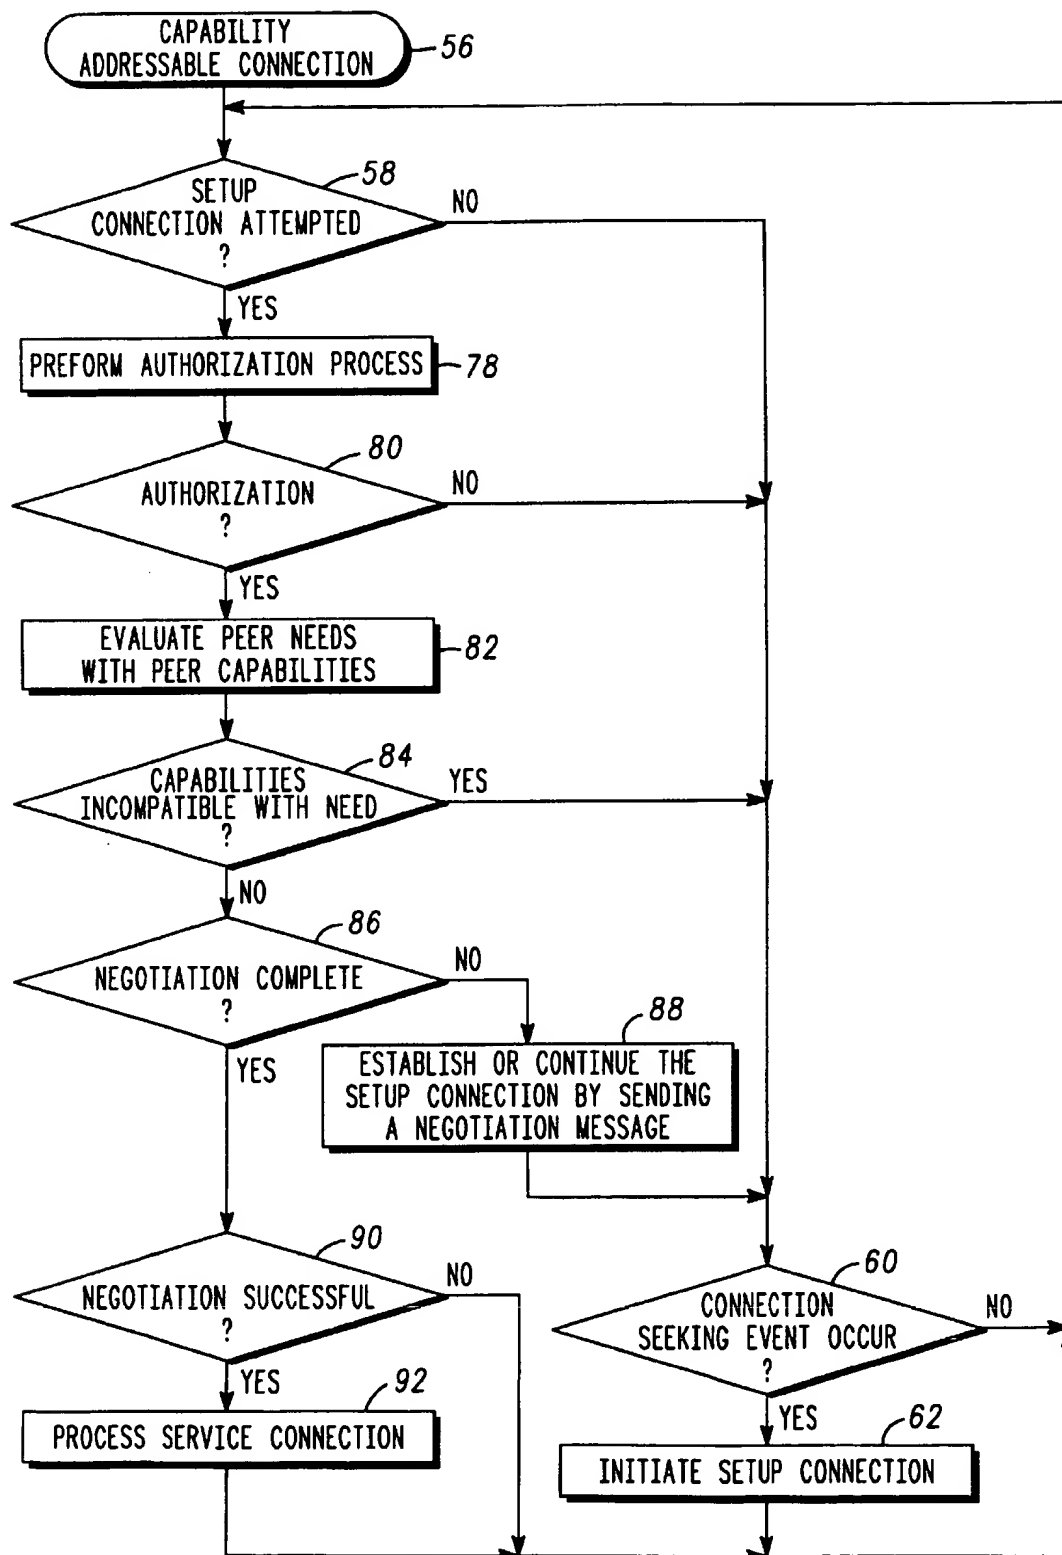 CAPABILITY
ADDRESSABLE CONNECTION
56
58
SETUP
CONNECTION ATTEMPTED
?
NO
YES
PREFORM AUTHORIZATION PROCESS
78
80
AUTHORIZATION
?
NO
YES
EVALUATE PEER NEEDS
WITH PEER CAPABILITIES
82
84
CAPABILITIES
INCOMPATIBLE WITH NEED
?
YES
NO
86
NEGOTIATION COMPLETE
?
NO
YES
88
ESTABLISH OR CONTINUE THE
SETUP CONNECTION BY SENDING
A NEGOTIATION MESSAGE
90
NEGOTIATION SUCCESSFUL
?
NO
YES
92
PROCESS SERVICE CONNECTION
60
CONNECTION
SEEKING EVENT OCCUR
?
NO
YES
62
INITIATE SETUP CONNECTION